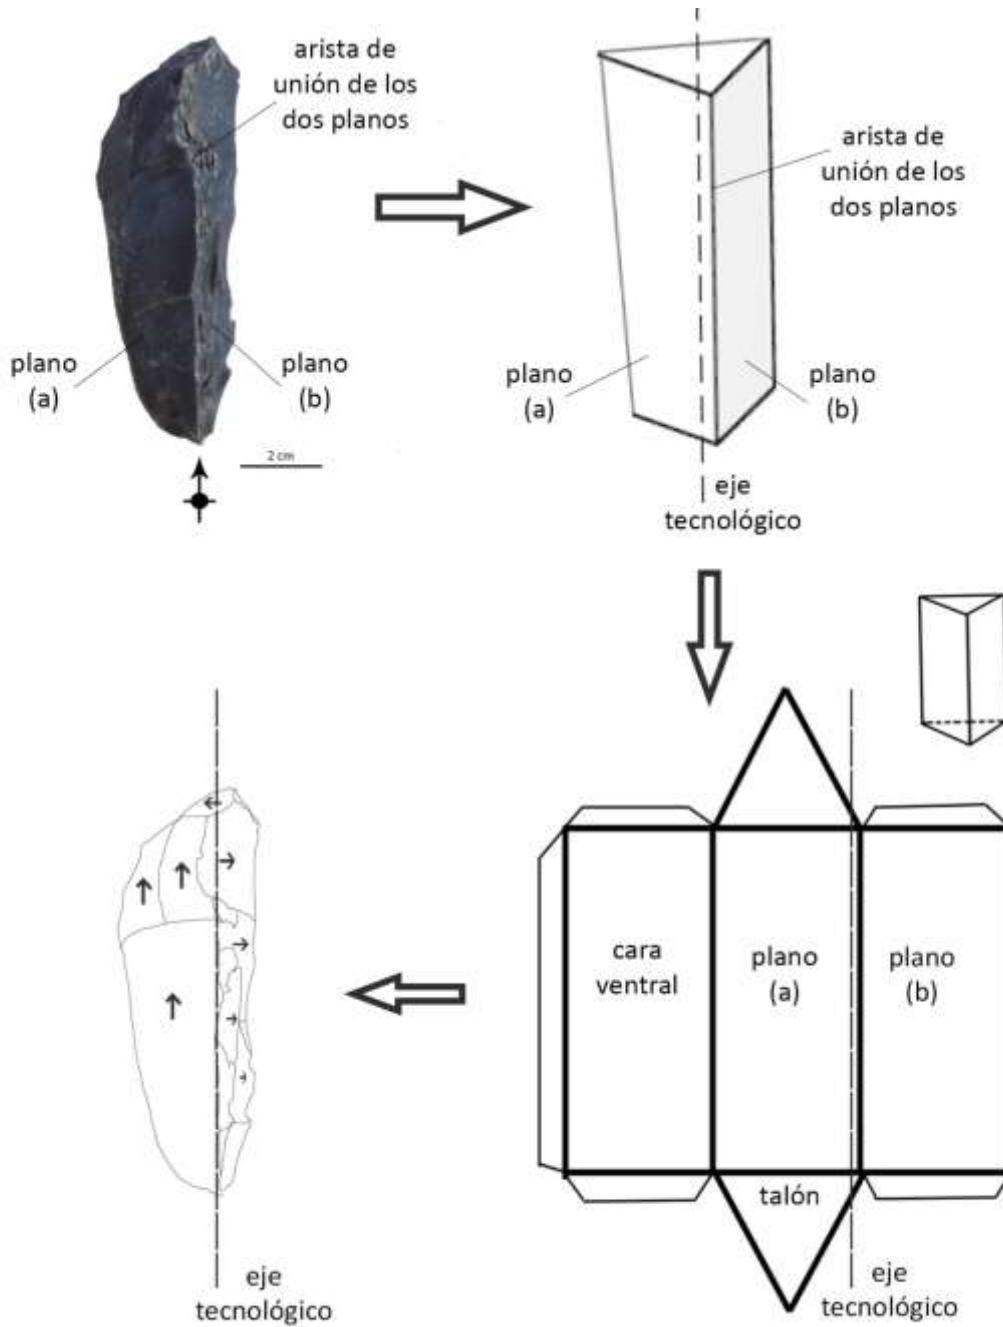 arista de
unión de los
dos planos
plano
(a)
plano
(b)
2 cm
arista de
unión de los
dos planos
plano
(a)
plano
(b)
eje
tecnológico
cara
ventral
plano
(a)
plano
(b)
talón
eje
tecnológico
eje
tecnológico